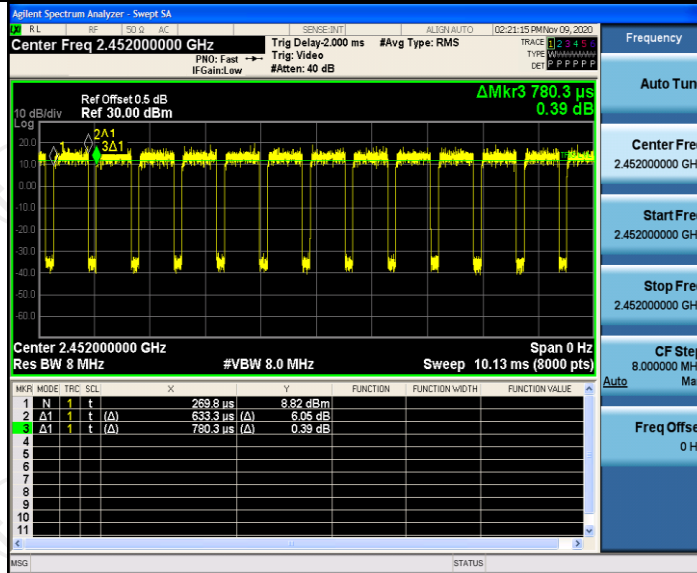 Agilent Spectrum Analyzer - Swept SA
RL RF 50 Ω AC SENSE:INT ALIGN AUTO 02:21:15 PM Nov 09, 2020
Center Freq 2.452000000 GHz
PNO: Fast
IFGain:Low
Trig Delay-2.000 ms
Trig: Video
#Atten: 40 dB
#Avg Type: RMS
TRACE 1 2 3 4 5 6
TYPE
DET P P P P P P
Ref Offset 0.5 dB
10 dB/div Ref 30.00 dBm
Log
ΔMkr3 780.3 µs
0.39 dB
1
2Δ1
3Δ1
20.0
10.0
0.00
-10.0
-20.0
-30.0
-40.0
-50.0
-60.0
Center 2.452000000 GHz Span 0 Hz
Res BW 8 MHz #VBW 8.0 MHz Sweep 10.13 ms (8000 pts)
MKR MODE TRC SCL X Y FUNCTION FUNCTION WIDTH FUNCTION VALUE
1 N 1 t 269.8 µs 8.82 dBm
2 Δ1 1 t (Δ) 633.3 µs (Δ) 6.05 dB
3 Δ1 1 t (Δ) 780.3 µs (Δ) 0.39 dB
4
5
6
7
8
9
10
11
MSG STATUS
Frequency
Auto Tun
Center Fre
2.452000000 GH
Start Fre
2.452000000 GH
Stop Fre
2.452000000 GH
CF Ste
8.000000 MH
Auto Ma
Freq Offse
0 H